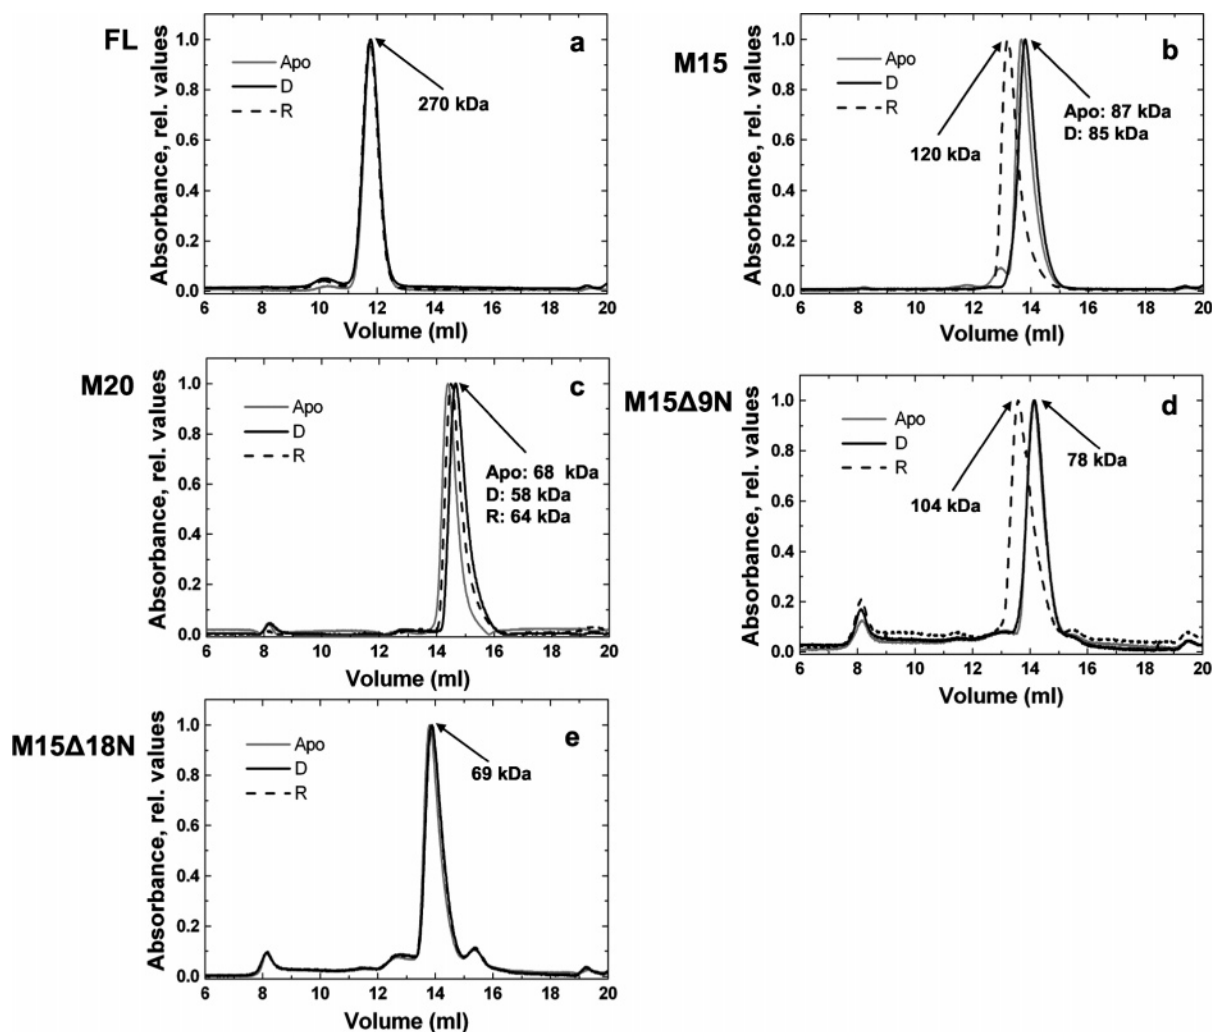 FL
a
Absorbance, rel. values
1.0
0.8
0.6
0.4
0.2
0.0
Apo
D
R
270 kDa
6 8 10 12 14 16 18 20
Volume (ml)
M15
b
Absorbance, rel. values
1.0
0.8
0.6
0.4
0.2
0.0
Apo
D
R
120 kDa
Apo: 87 kDa
D: 85 kDa
6 8 10 12 14 16 18 20
Volume (ml)
M20
c
Absorbance, rel. values
1.0
0.8
0.6
0.4
0.2
0.0
Apo
D
R
Apo: 68 kDa
D: 58 kDa
R: 64 kDa
6 8 10 12 14 16 18 20
Volume (ml)
M15Δ9N
d
Absorbance, rel. values
1.0
0.8
0.6
0.4
0.2
0.0
Apo
D
R
104 kDa
78 kDa
6 8 10 12 14 16 18 20
Volume (ml)
M15Δ18N
e
Absorbance, rel. values
1.0
0.8
0.6
0.4
0.2
0.0
Apo
D
R
69 kDa
6 8 10 12 14 16 18 20
Volume (ml)